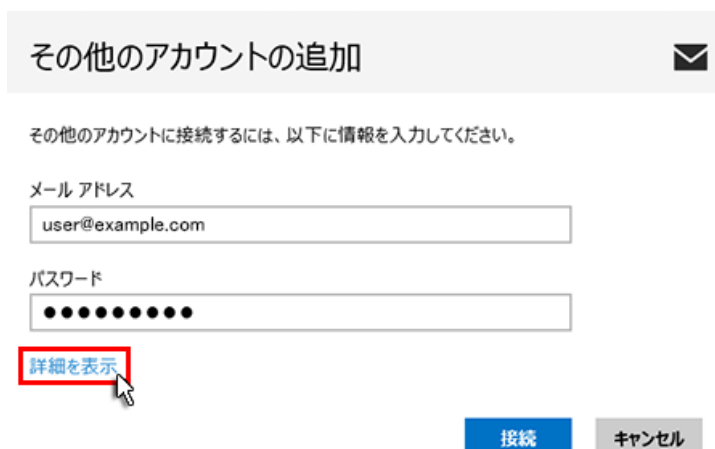 その他のアカウントの追加
その他のアカウントに接続するには、以下に情報を入力してください。
メール アドレス
user@example.com
パスワード
●●●●●●●●●
詳細を表示
接続 キャンセル